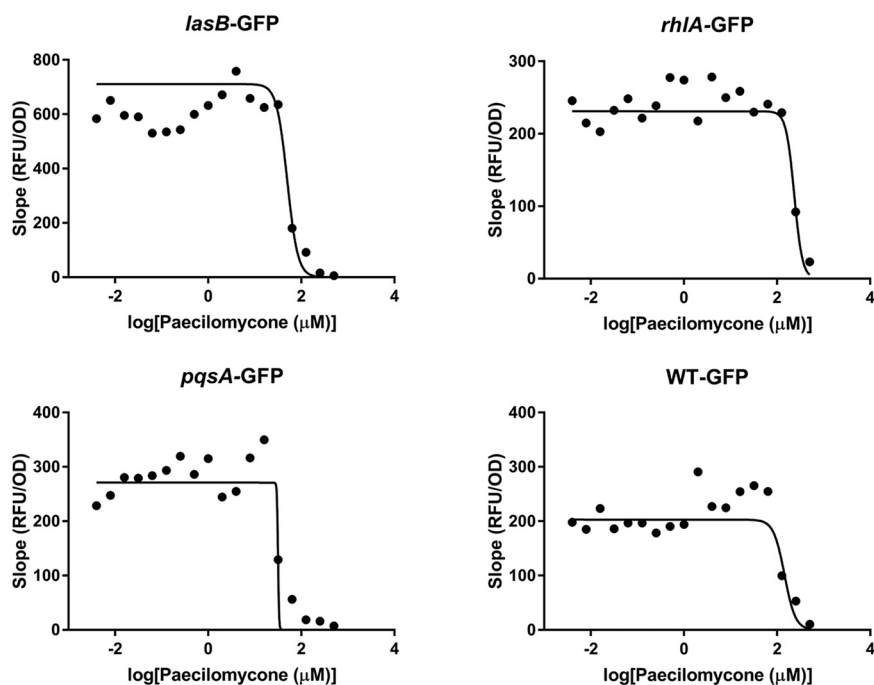 lasB-GFP
800
600
400
200
0
Slope (RFU/OD)
-2 0 2 4
log[Paecilomycone (μM)]
rhlA-GFP
300
200
100
0
Slope (RFU/OD)
-2 0 2 4
log[Paecilomycone (μM)]
pqsA-GFP
400
300
200
100
0
Slope (RFU/OD)
-2 0 2 4
log[Paecilomycone (μM)]
WT-GFP
400
300
200
100
0
Slope (RFU/OD)
-2 0 2 4
log[Paecilomycone (μM)]